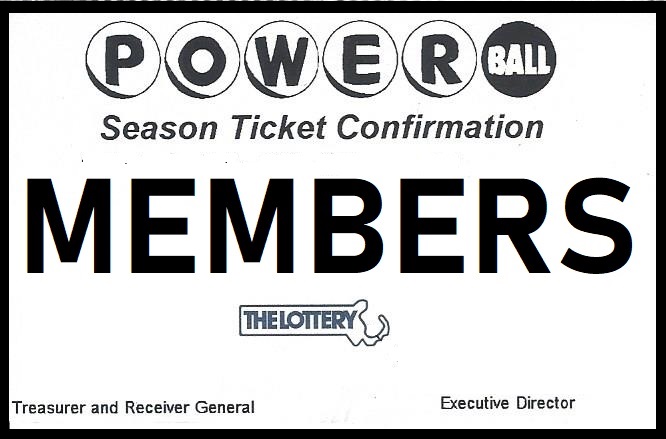 POWER BALL
Season Ticket Confirmation
MEMBERS
THE LOTTERY
Treasurer and Receiver General
Executive Director